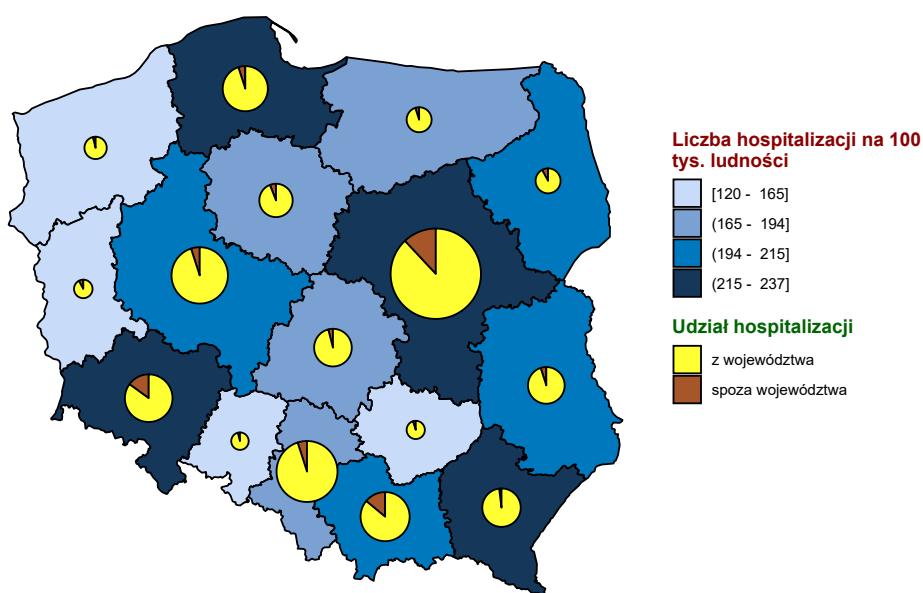 Liczba hospitalizacji na 100
tys. ludności
[120 - 165]
(165 - 194]
(194 - 215]
(215 - 237]
Udział hospitalizacji
z województwa
spoza województwa